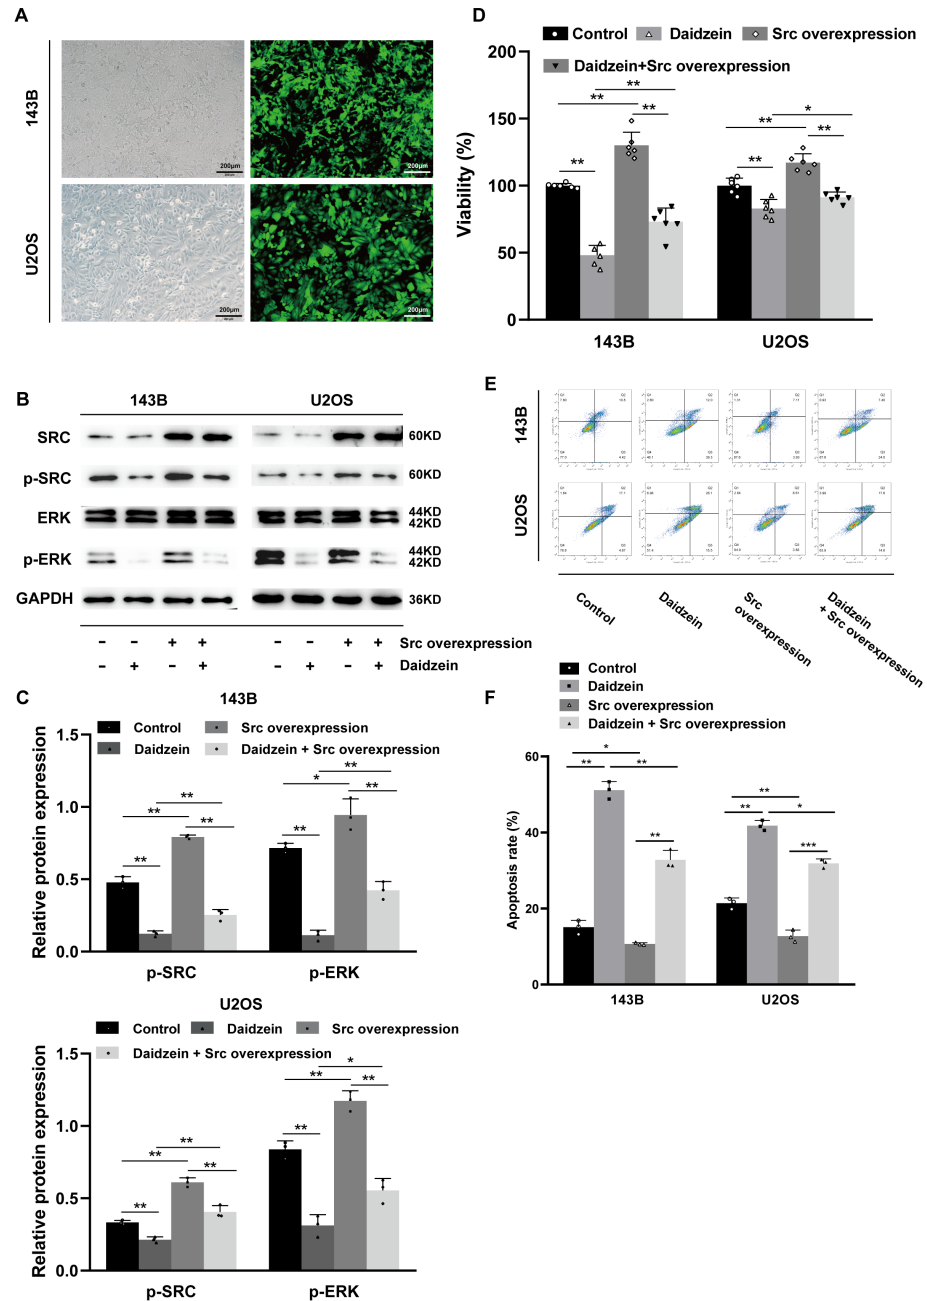 A
143B
200μm
200μm
U2OS
200μm
200μm
D
Control
Daidzein
Src overexpression
Daidzein+Src overexpression
Viability (%)
200
150
100
50
0
**
**
**
**
*
**
**
**
143B
U2OS
B
143B
U2OS
SRC
60KD
p-SRC
60KD
ERK
44KD
42KD
p-ERK
44KD
42KD
GAPDH
36KD
- - + + - - + + Src overexpression
- + - + - + - + Daidzein
E
143B
U2OS
Control
Daidzein
Src overexpression
Daidzein + Src overexpression
C
143B
Control
Src overexpression
Daidzein
Daidzein + Src overexpression
Relative protein expression
1.5
1.0
0.5
0.0
**
**
**
**
**
*
**
**
p-SRC
p-ERK
U2OS
Control
Daidzein
Src overexpression
Daidzein + Src overexpression
Relative protein expression
1.5
1.0
0.5
0.0
**
**
**
**
*
**
**
**
p-SRC
p-ERK
F
Control
Daidzein
Src overexpression
Daidzein + Src overexpression
Apoptosis rate (%)
60
40
20
0
*
**
**
**
**
**
*
***
143B
U2OS